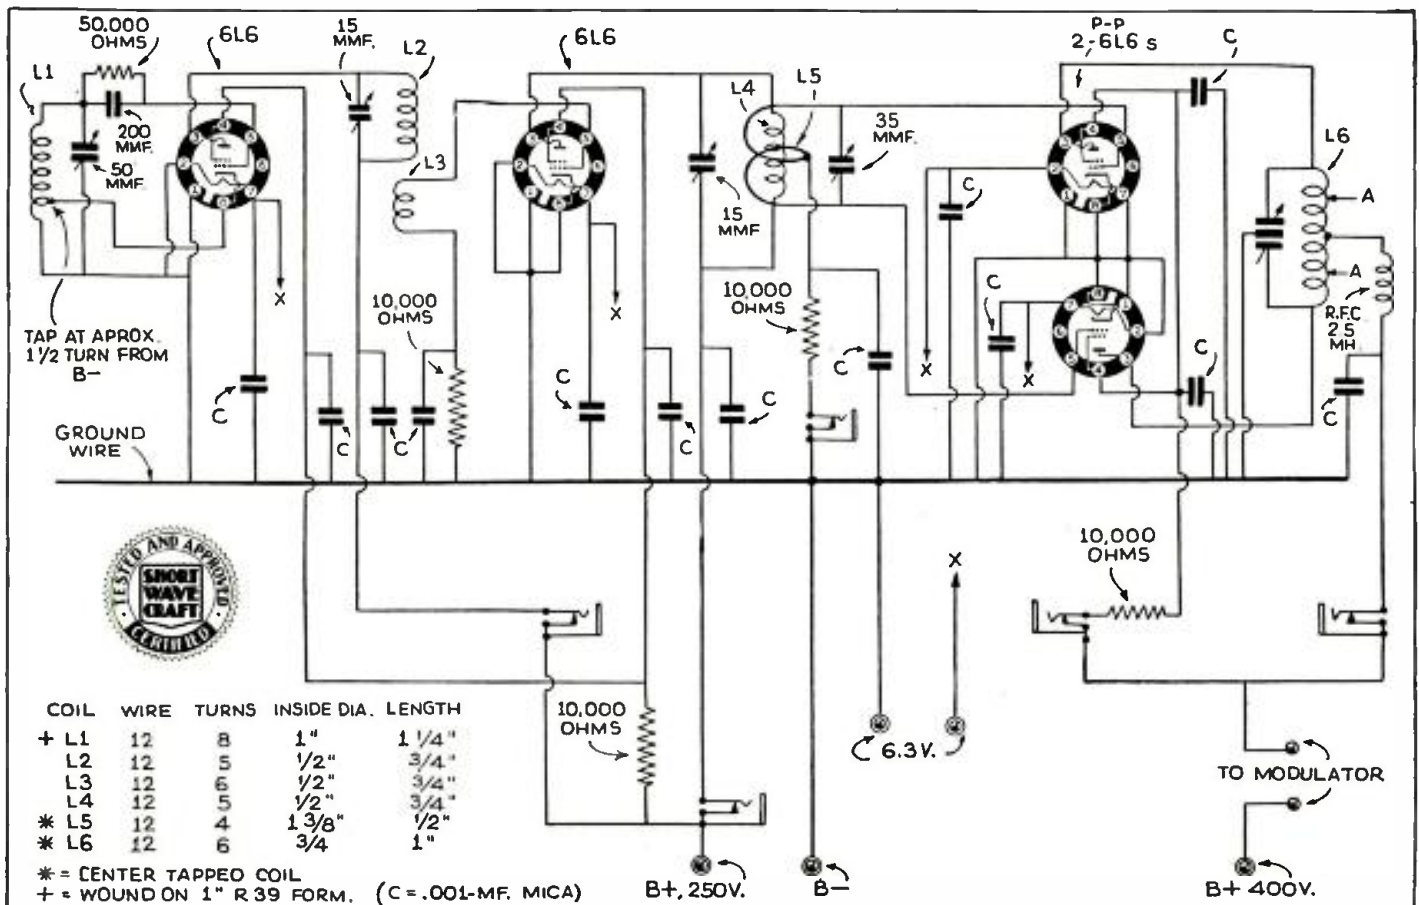 50,000
OHMS
6L6
15
MMF.
L2
6L6
P-P
2-6L6 s
C
L1
200
MMF.
50
MMF.
L3
L4
L5
35
MMF.
15
MMF
L6
A
A
C
C
C
C
R.F.C
2.5
MH.
TAP AT APROX.
1 1/2 TURN FROM
B-
X
10,000
OHMS
X
10,000
OHMS
X
X
C
C
C
C
C
C
C
GROUND
WIRE
TESTED AND APPROVED
SHORT
WAVE
CRAFT
CERTIFIED
X
10,000
OHMS
COIL WIRE TURNS INSIDE DIA. LENGTH
+ L1 12 8 1" 1 1/4"
L2 12 5 1/2" 3/4"
L3 12 6 1/2" 3/4"
L4 12 5 1/2" 3/4"
* L5 12 4 1 3/8" 1/2"
* L6 12 6 3/4 1"
* = CENTER TAPPED COIL
+ = WOUND ON 1" R 39 FORM. (C = .001-MF. MICA)
10,000
OHMS
6.3V.
TO MODULATOR
B+, 250V.
B-
B+ 400V.